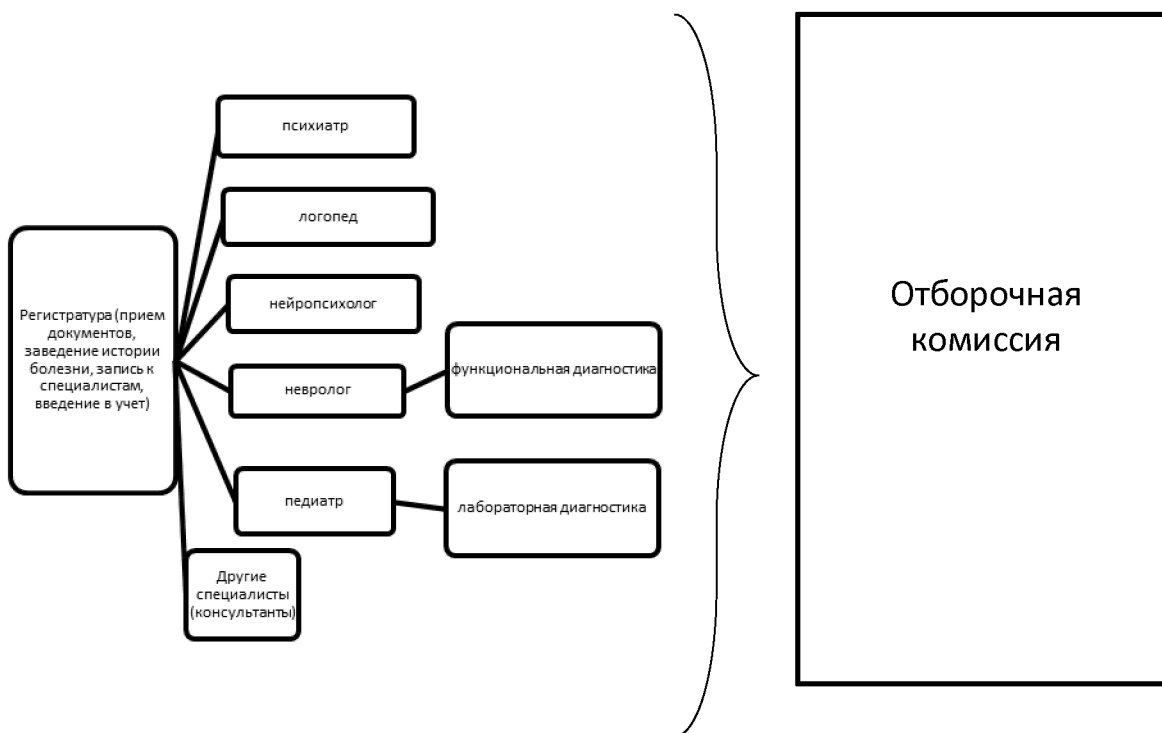 Регистратура (прием
документов,
заведение истории
болезни, запись к
специалистам,
введение в учет)
психиатр
логопед
нейропсихолог
невролог
функциональная диагностика
педиатр
лабораторная диагностика
Другие
специалисты
(консультанты)
Отборочная
комиссия